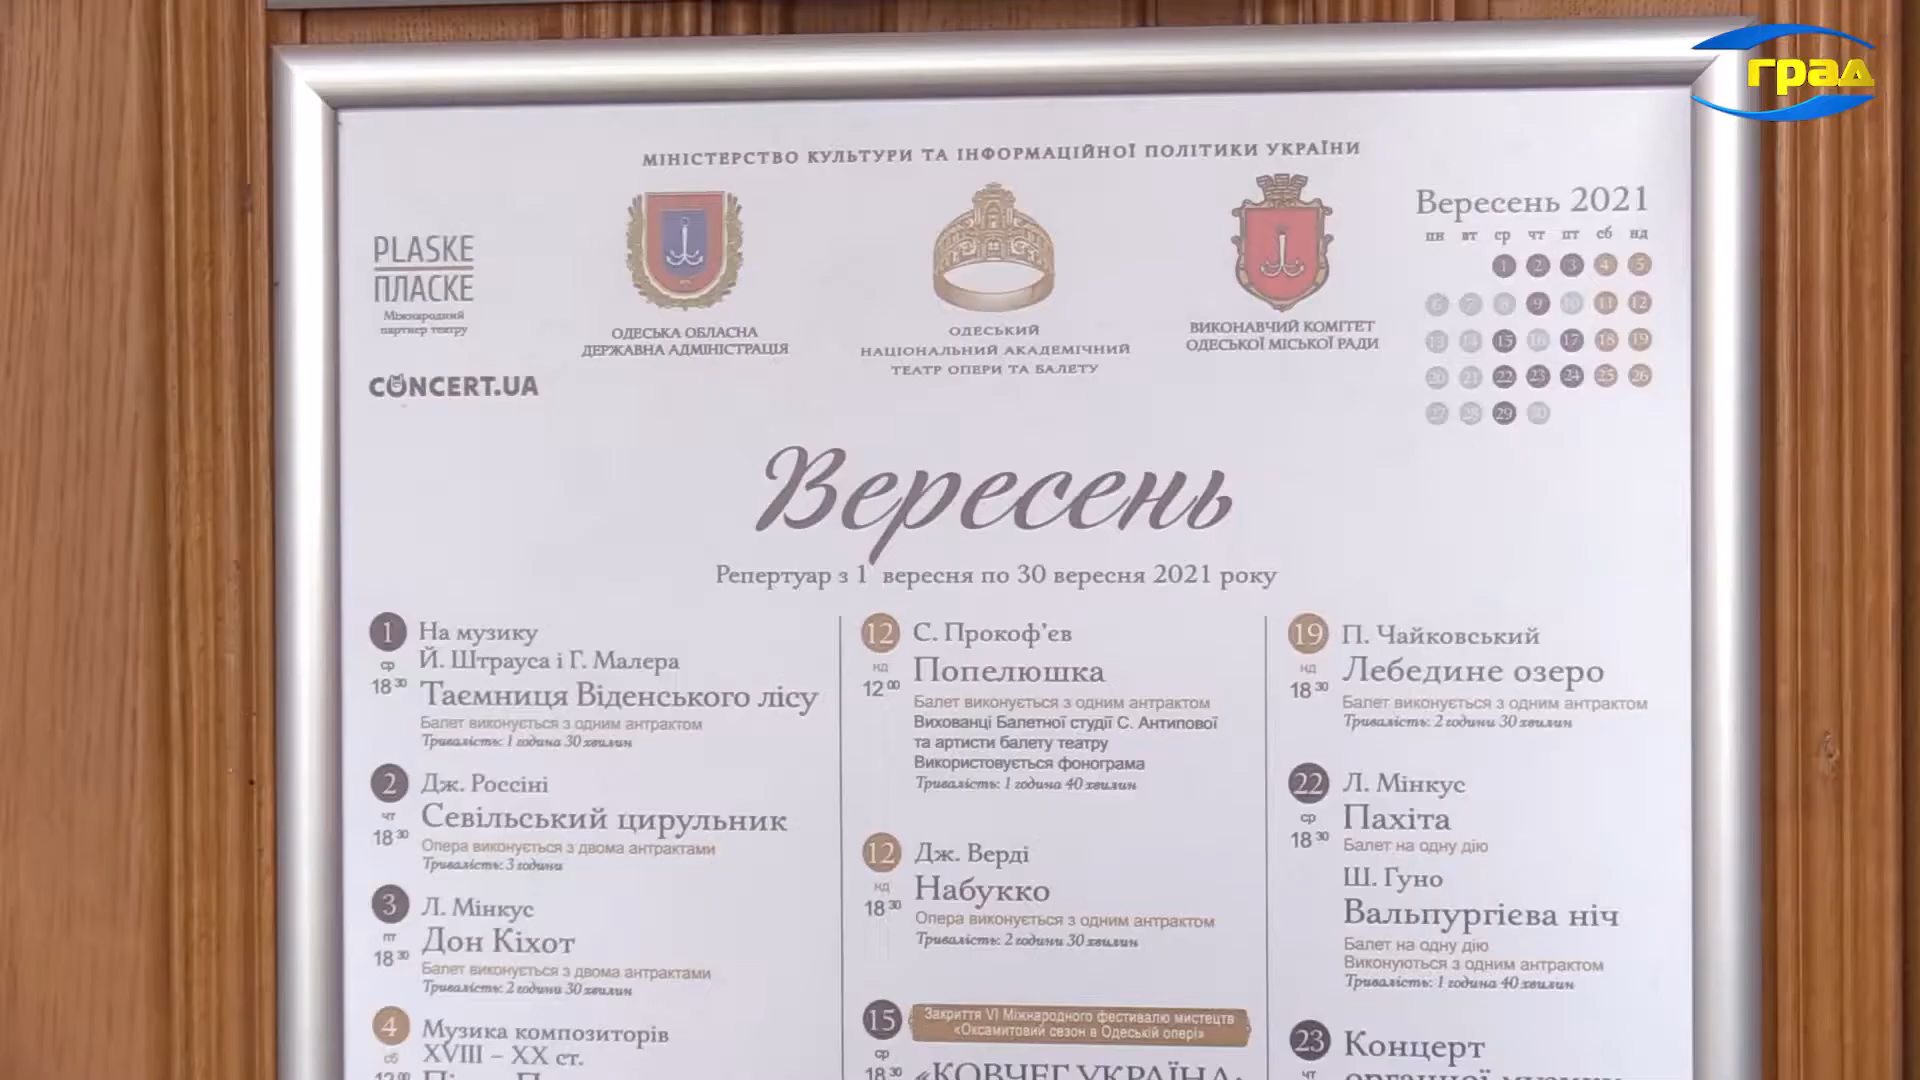 град
МІНІСТЕРСТВО КУЛЬТУРИ ТА ІНФОРМАЦІЙНОЇ ПОЛІТИКИ УКРАЇНИ
PLASKE
ПЛАСКЕ
Міжнародний
партнер театру
CONCERT.UA
ОДЕСЬКА ОБЛАСНА
ДЕРЖАВНА АДМІНІСТРАЦІЯ
ОДЕСЬКИЙ
НАЦІОНАЛЬНИЙ АКАДЕМІЧНИЙ
ТЕАТР ОПЕРИ ТА БАЛЕТУ
ВИКОНАВЧИЙ КОМІТЕТ
ОДЕСЬКОЇ МІСЬКОЇ РАДИ
Вересень 2021
пн вт ср чт пт сб нд
1 2 3 4 5
6 7 8 9 10 11 12
13 14 15 16 17 18 19
20 21 22 23 24 25 26
27 28 29 30
Вересень
Репертуар з 1 вересня по 30 вересня 2021 року
1 ср 18 30
На музику
Й. Штрауса і Г. Малера
Таємниця Віденського лісу
Балет виконується з одним антрактом
Тривалість: 1 година 30 хвилин
2 чт 18 30
Дж. Россіні
Севільський цирульник
Опера виконується з двома антрактами
Тривалість: 3 години
3 пт 18 30
Л. Мінкус
Дон Кіхот
Балет виконується з двома антрактами
Тривалість: 2 години 30 хвилин
4 сб 12 00
Музика композиторів
XVIII – XX ст.
12 нд 12 00
С. Прокоф'єв
Попелюшка
Балет виконується з одним антрактом
Вихованці Балетної студії С. Антипової
та артисти балету театру
Використовується фонограма
Тривалість: 1 година 40 хвилин
12 нд 18 30
Дж. Верді
Набукко
Опера виконується з одним антрактом
Тривалість: 2 години 30 хвилин
15 ср 18 30
Закриття VI Міжнародного фестивалю мистецтв
«Оксамитовий сезон в Одеській опері»
«КОВЧЕГ УКРАЇНА»
19 нд 18 30
П. Чайковський
Лебедине озеро
Балет виконується з одним антрактом
Тривалість: 2 години 30 хвилин
22 ср 18 30
Л. Мінкус
Пахіта
Балет на одну дію
Ш. Гуно
Вальпургієва ніч
Балет на одну дію
Виконуються з одним антрактом
Тривалість: 1 година 40 хвилин
23 чт
Концерт
органної музики